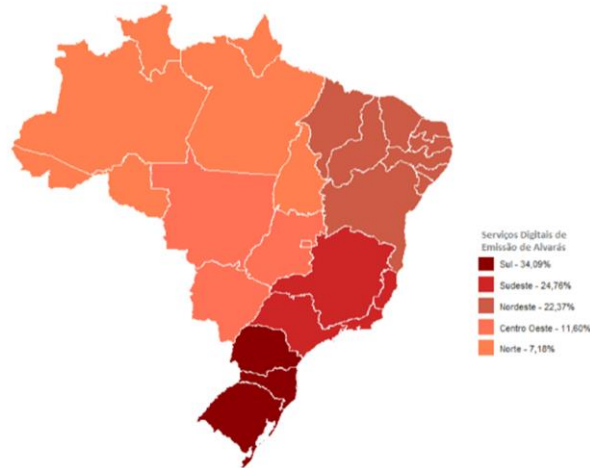 Serviços Digitais de
Emissão de Alvarás
Sul - 34,09%
Sudeste - 24,76%
Nordeste - 22,37%
Centro Oeste - 11,60%
Norte - 7,18%